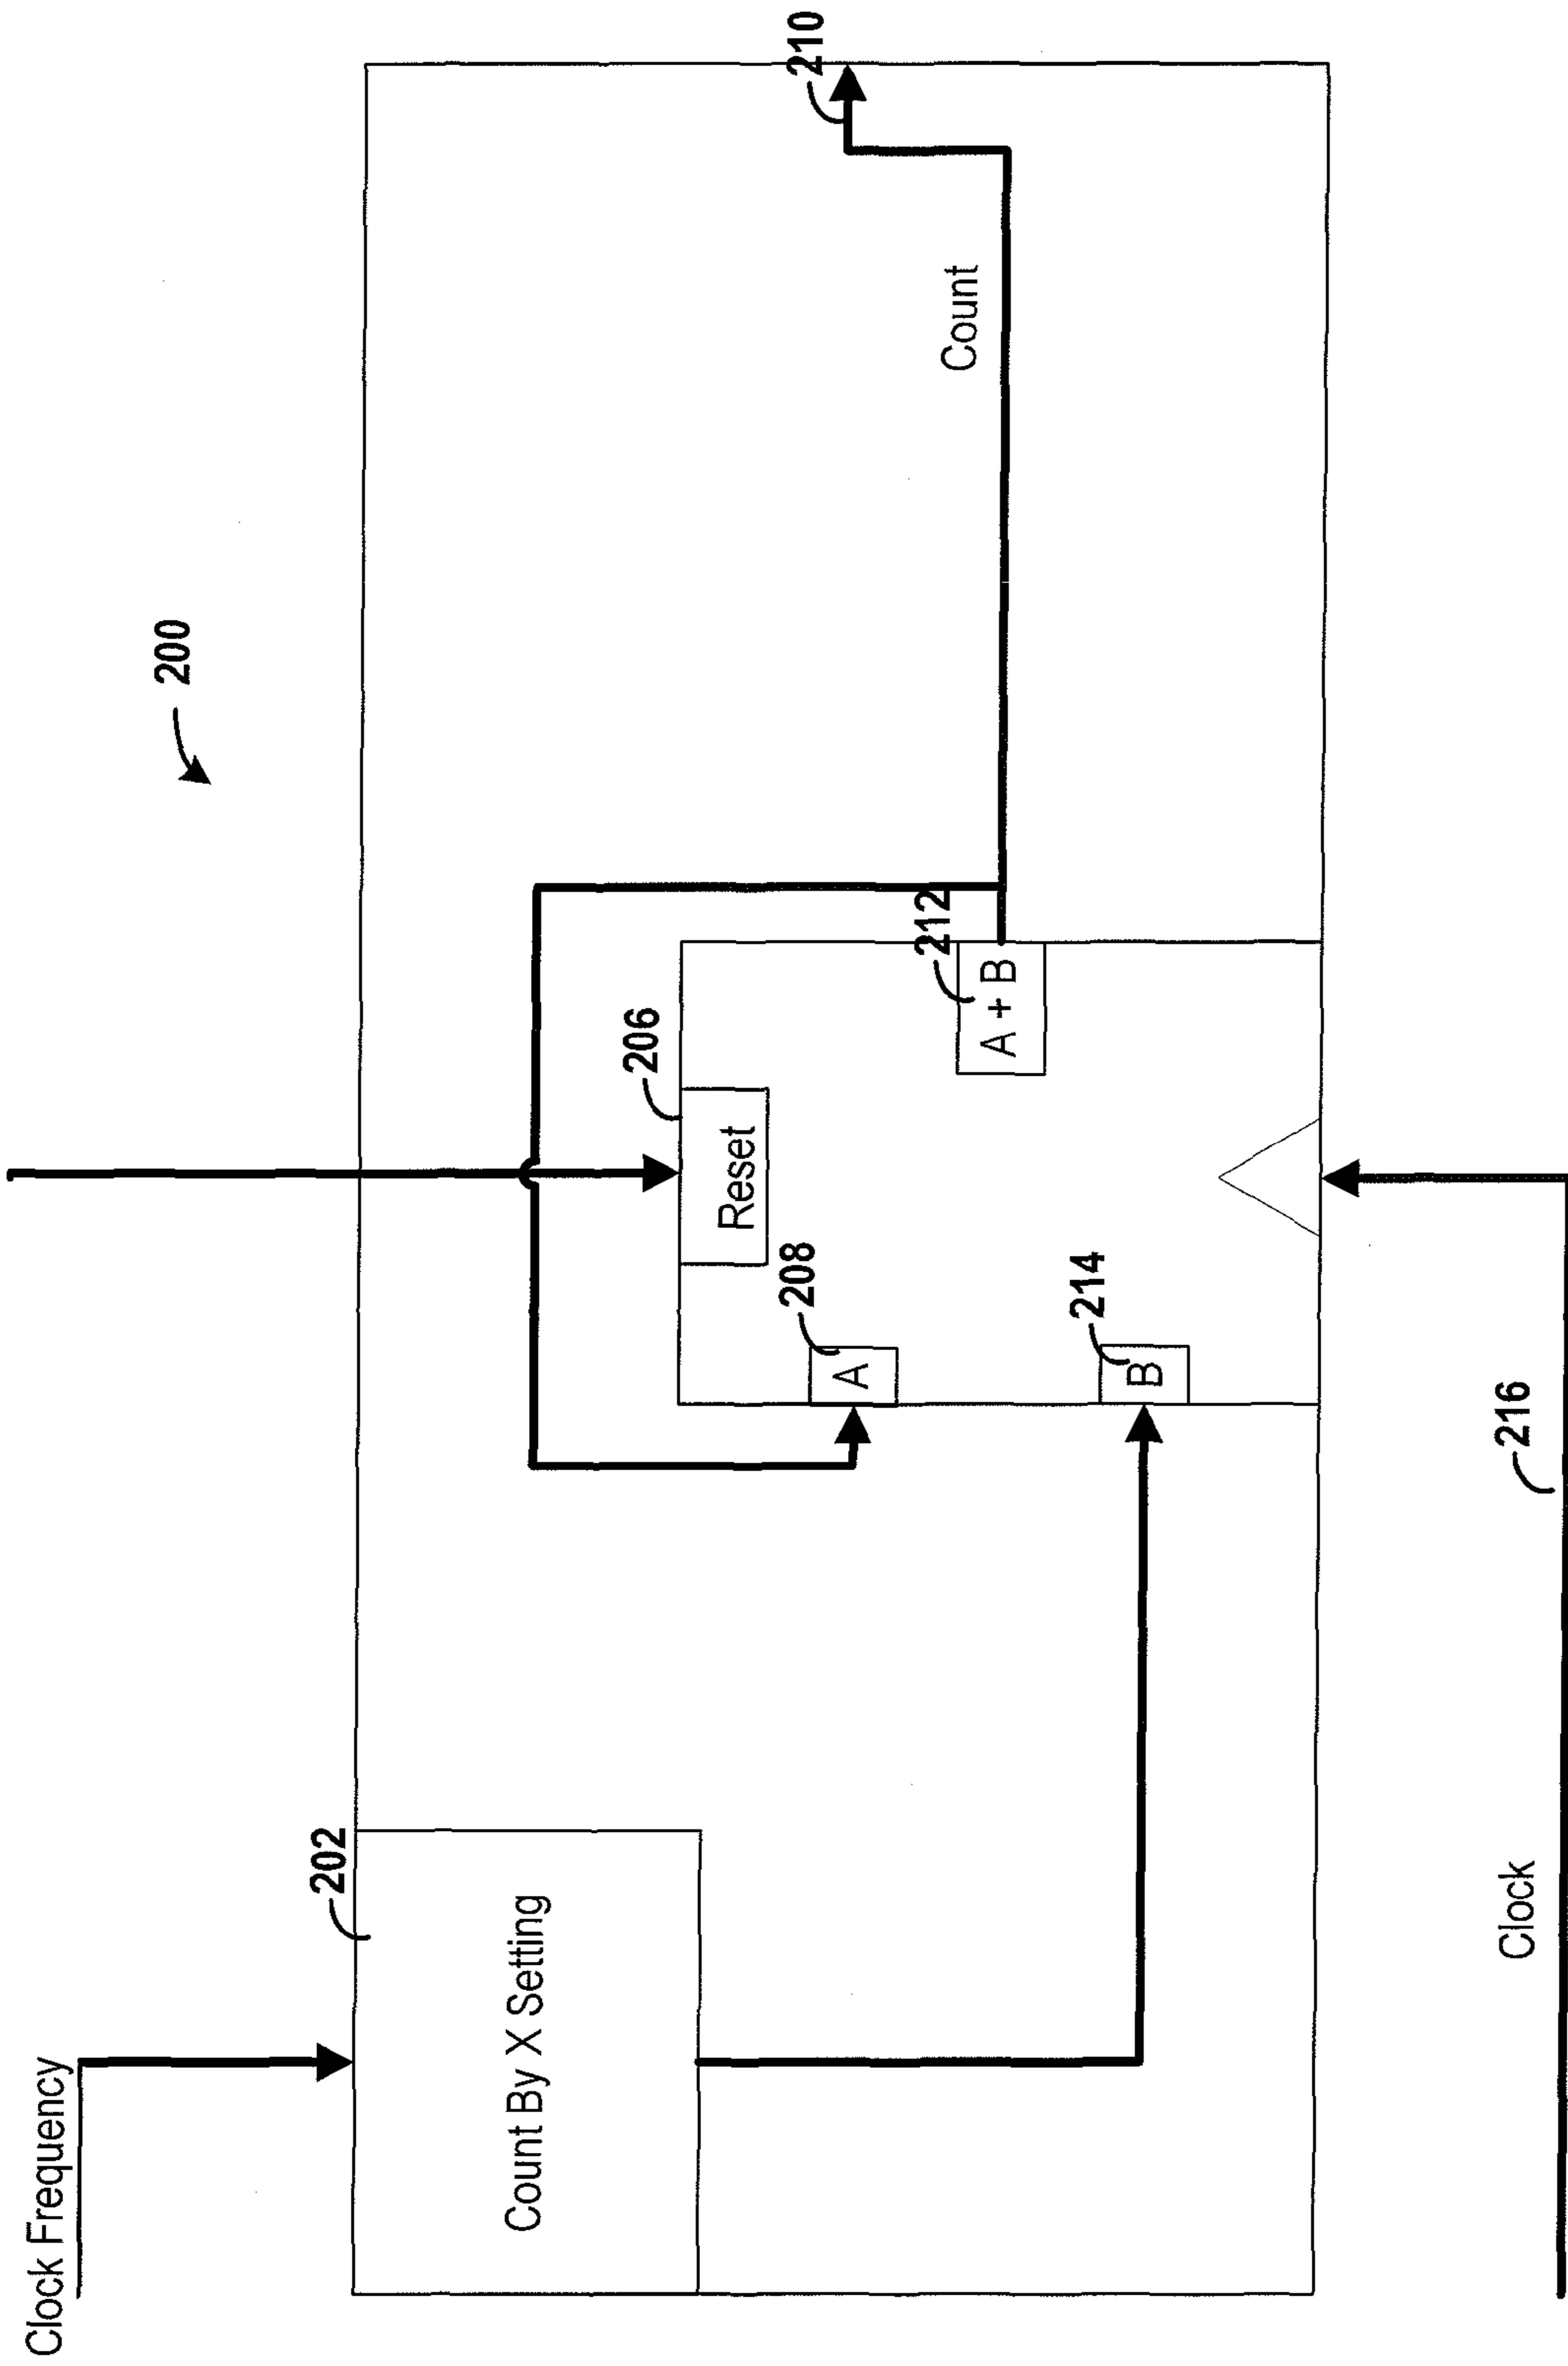 200
Clock Frequency
202
Count By X Setting
206
Reset
208
A
210
212
A + B
Count
214
B
216
Clock